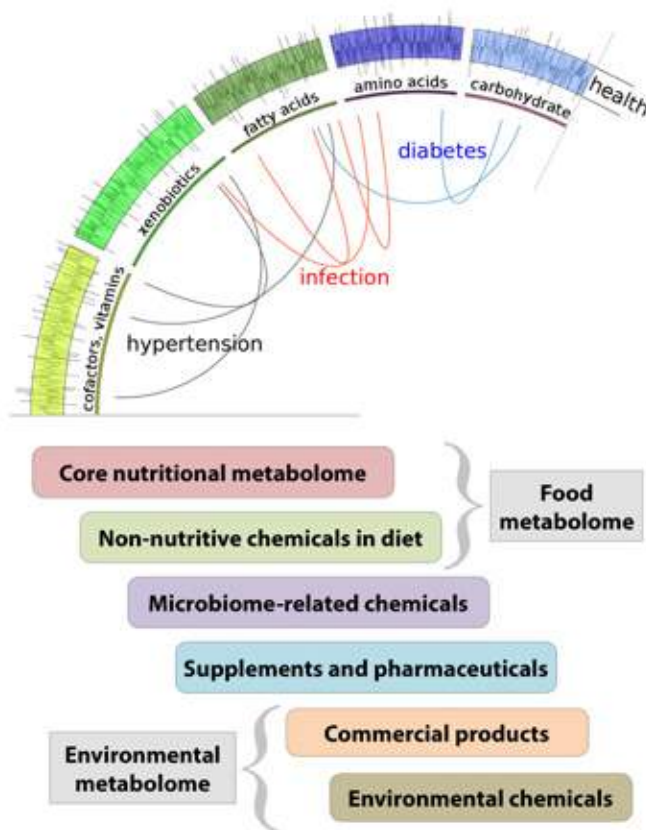 health
carbohydrate
amino acids
fatty acids
xenobiotics
cofactors, vitamins
diabetes
infection
hypertension
Core nutritional metabolome
Non-nutritive chemicals in diet
Food
metabolome
Microbiome-related chemicals
Supplements and pharmaceuticals
Commercial products
Environmental
metabolome
Environmental chemicals